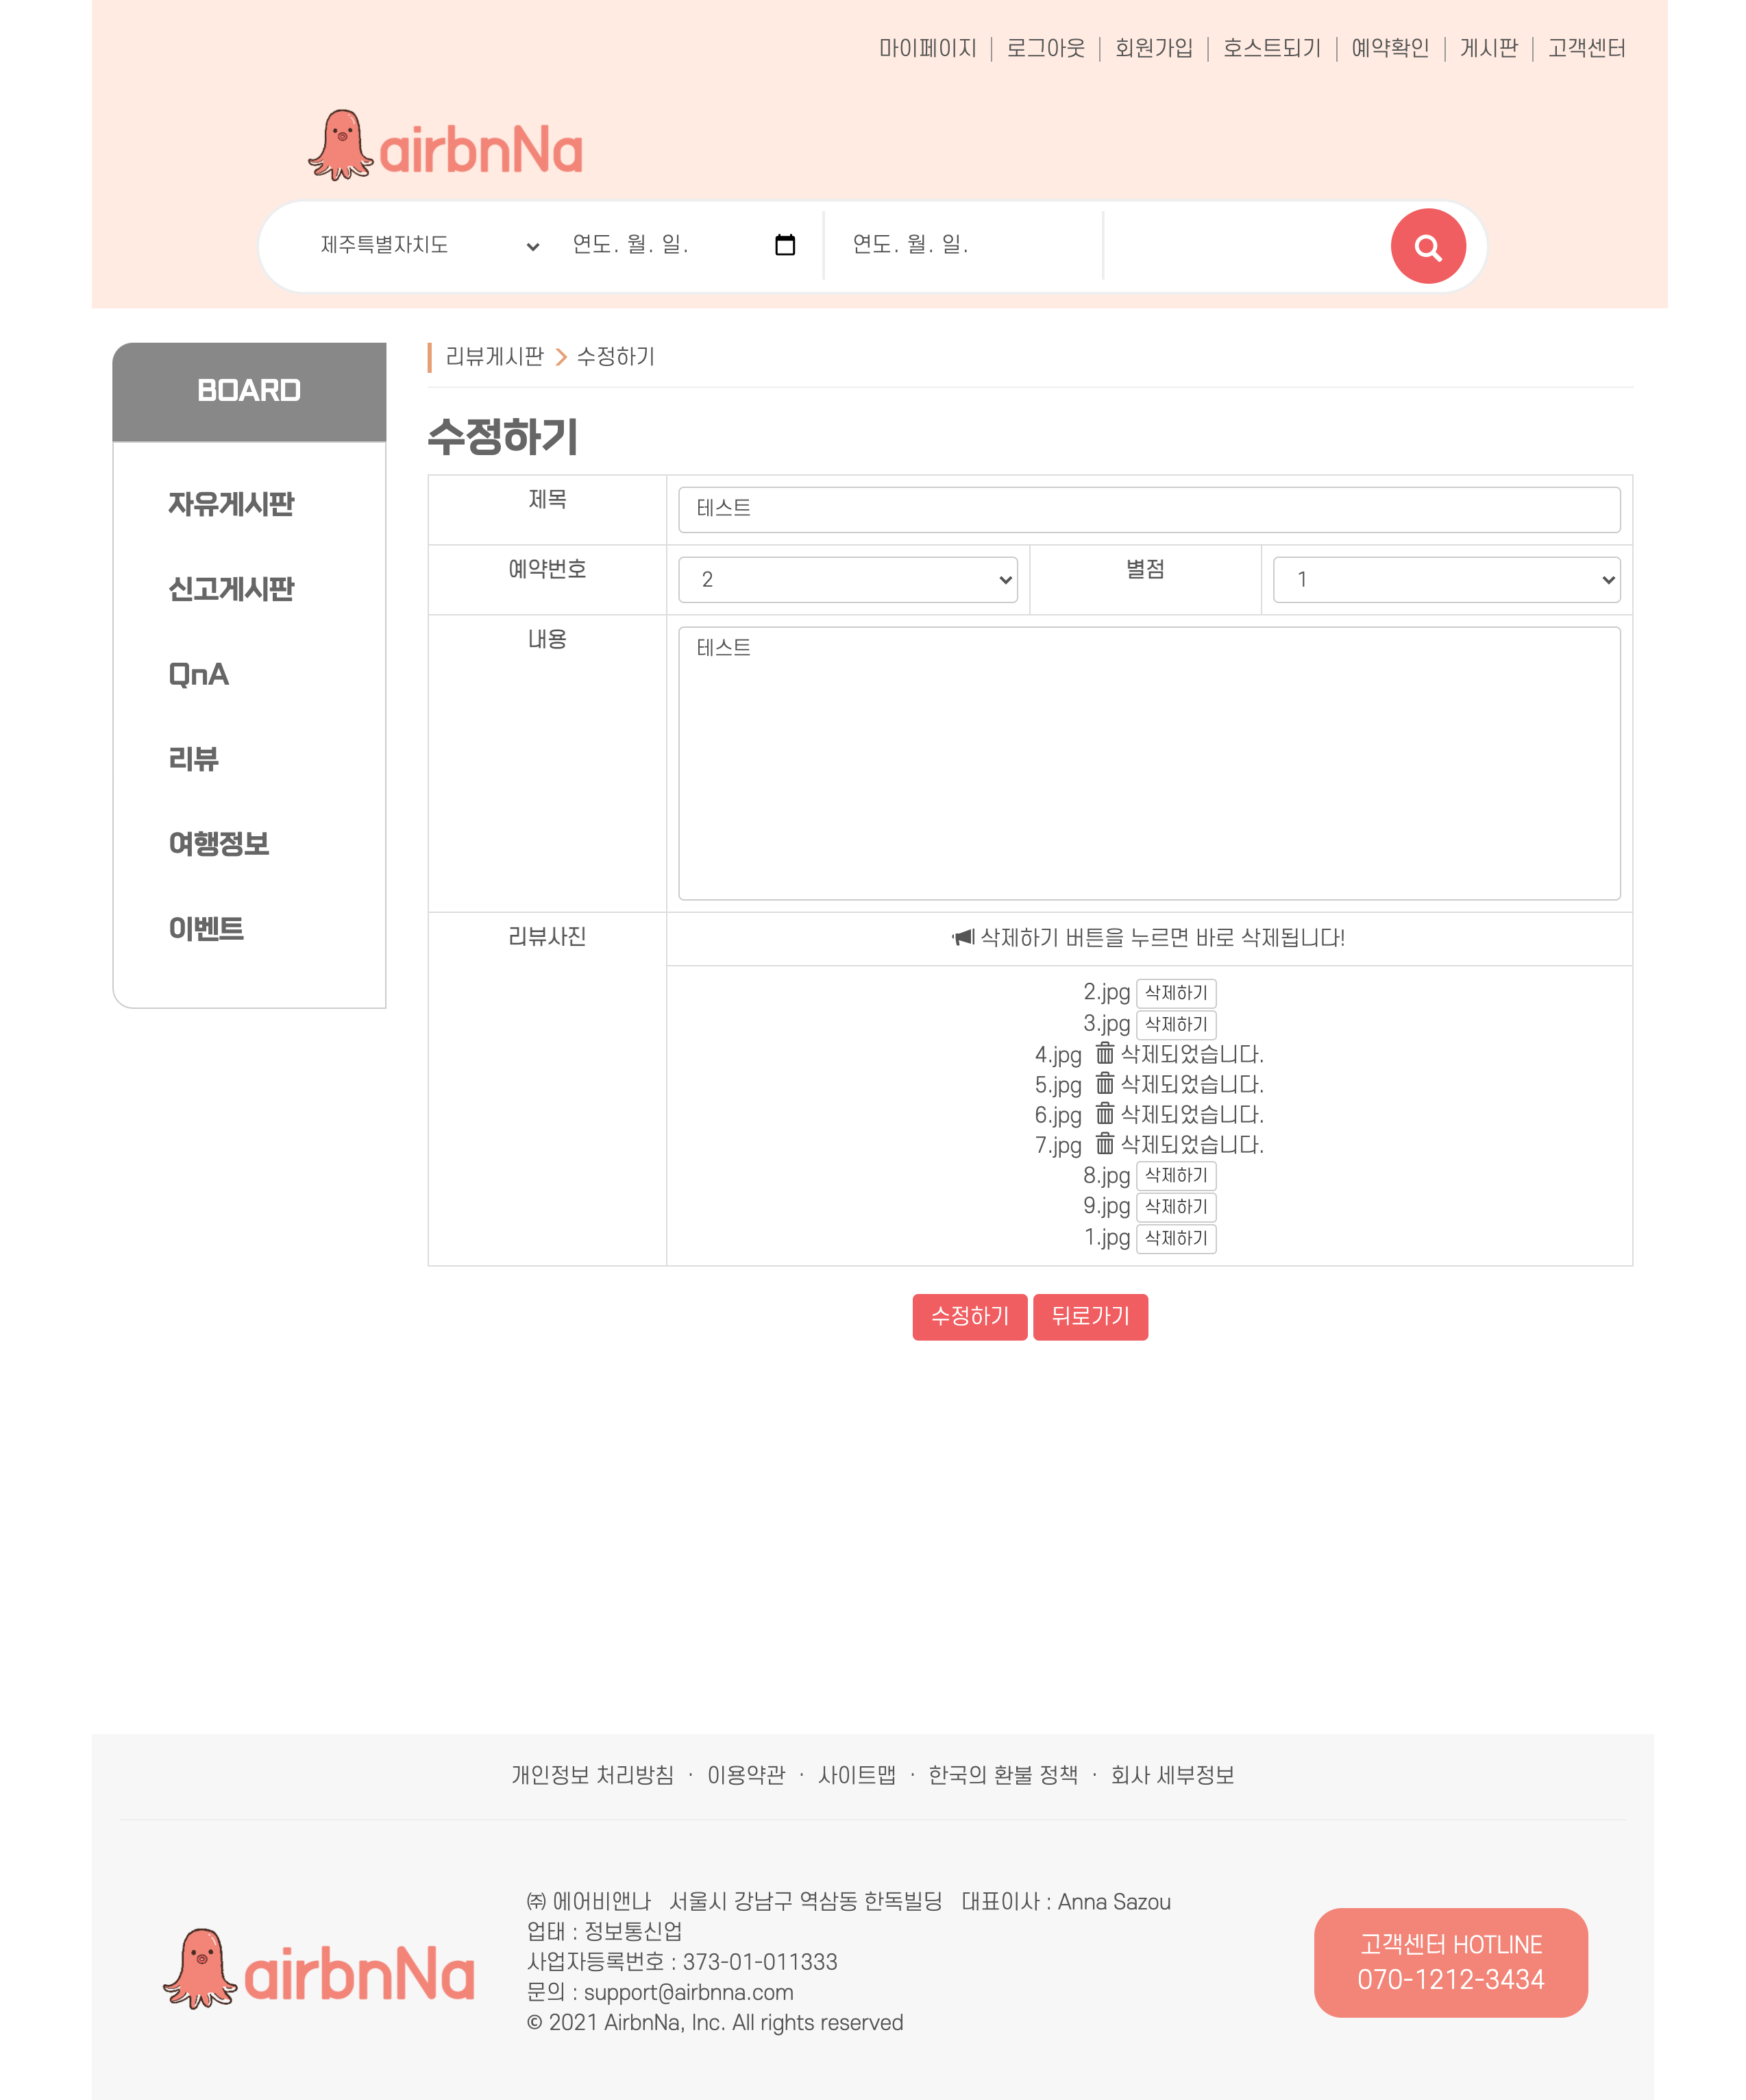 마이페이지 | 로그아웃 | 회원가입 | 호스트되기 | 예약확인 | 게시판 | 고객센터
airbnNa
제주특별자치도 연도. 월. 일. 연도. 월. 일.
리뷰게시판 > 수정하기
BOARD
자유게시판
신고게시판
QnA
리뷰
여행정보
이벤트
수정하기
제목 테스트
예약번호 2 별점 1
내용 테스트
리뷰사진 삭제하기 버튼을 누르면 바로 삭제됩니다!
2.jpg 삭제하기
3.jpg 삭제하기
4.jpg 삭제되었습니다.
5.jpg 삭제되었습니다.
6.jpg 삭제되었습니다.
7.jpg 삭제되었습니다.
8.jpg 삭제하기
9.jpg 삭제하기
1.jpg 삭제하기
수정하기 뒤로가기
개인정보 처리방침 · 이용약관 · 사이트맵 · 한국의 환불 정책 · 회사 세부정보
airbnNa
㈜ 에어비앤나 서울시 강남구 역삼동 한독빌딩 대표이사 : Anna Sazou
업태 : 정보통신업
사업자등록번호 : 373-01-011333
문의 : support@airbnna.com
© 2021 AirbnNa, Inc. All rights reserved
고객센터 HOTLINE
070-1212-3434